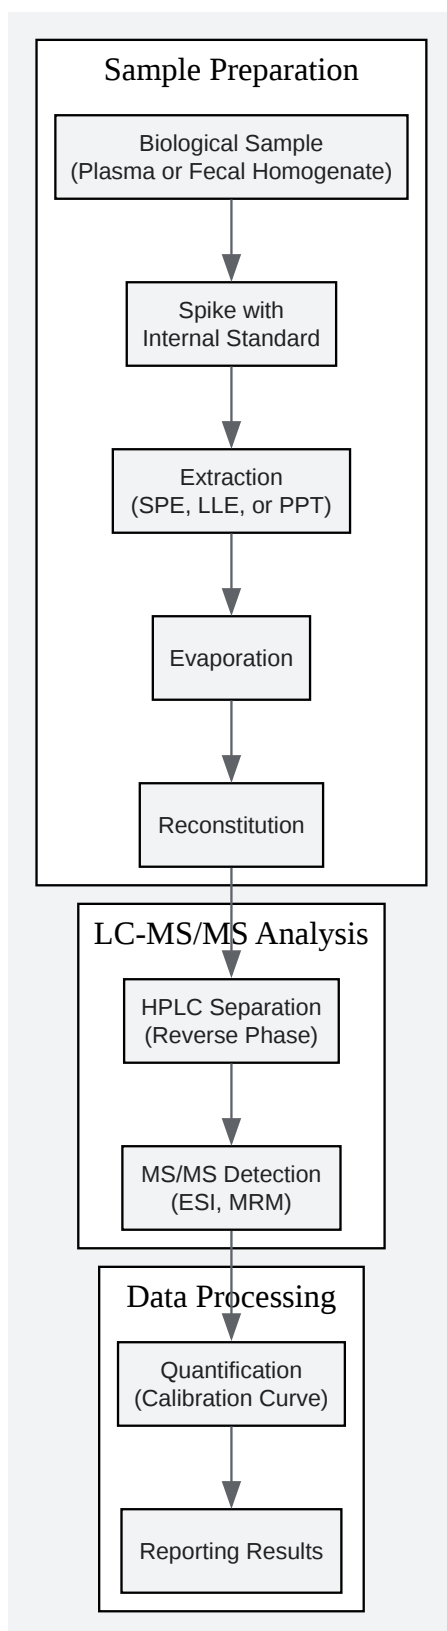 Sample Preparation
Biological Sample
(Plasma or Fecal Homogenate)
Spike with
Internal Standard
Extraction
(SPE, LLE, or PPT)
Evaporation
Reconstitution
LC-MS/MS Analysis
HPLC Separation
(Reverse Phase)
MS/MS Detection
(ESI, MRM)
Data Processing
Quantification
(Calibration Curve)
Reporting Results